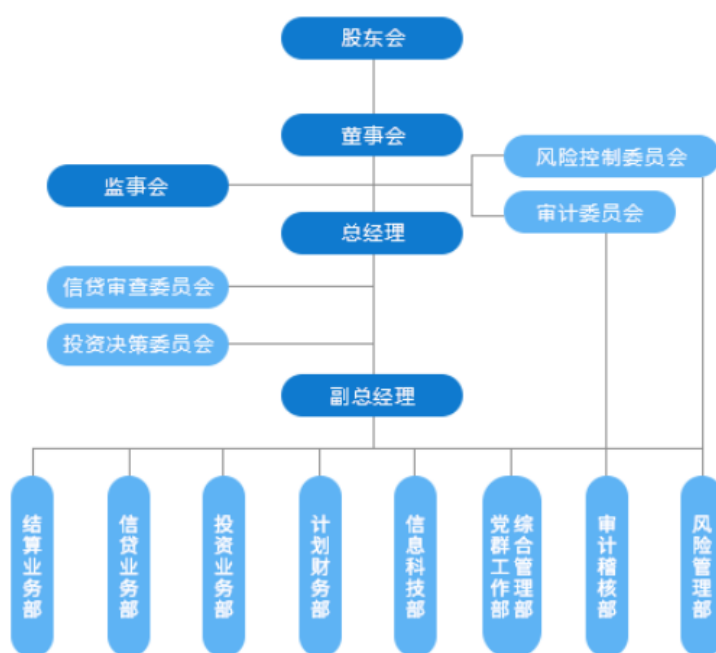 股东会
董事会
风险控制委员会
监事会
审计委员会
总经理
信贷审查委员会
投资决策委员会
副总经理
结算业务部
信贷业务部
投资业务部
计划财务部
信息科技部
综合管理部
党群工作部
审计稽核部
风险管理部